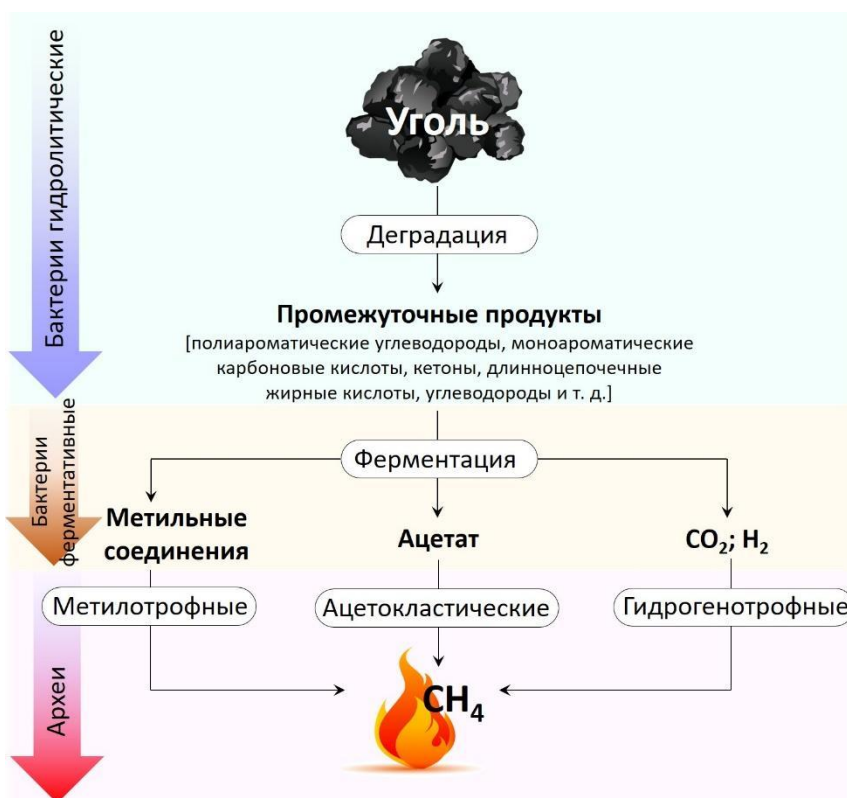 Уголь
Бактерии гидролитические
Деградация
Промежуточные продукты
[полиароматические углеводороды, моноароматические
карбоновые кислоты, кетоны, длинноцепочечные
жирные кислоты, углеводороды и т. д.]
Бактерии
ферментативные
Ферментация
Метильные
соединения
Ацетат
CO₂; H₂
Археи
Метилотрофные
Ацетокластические
Гидрогенотрофные
CH₄